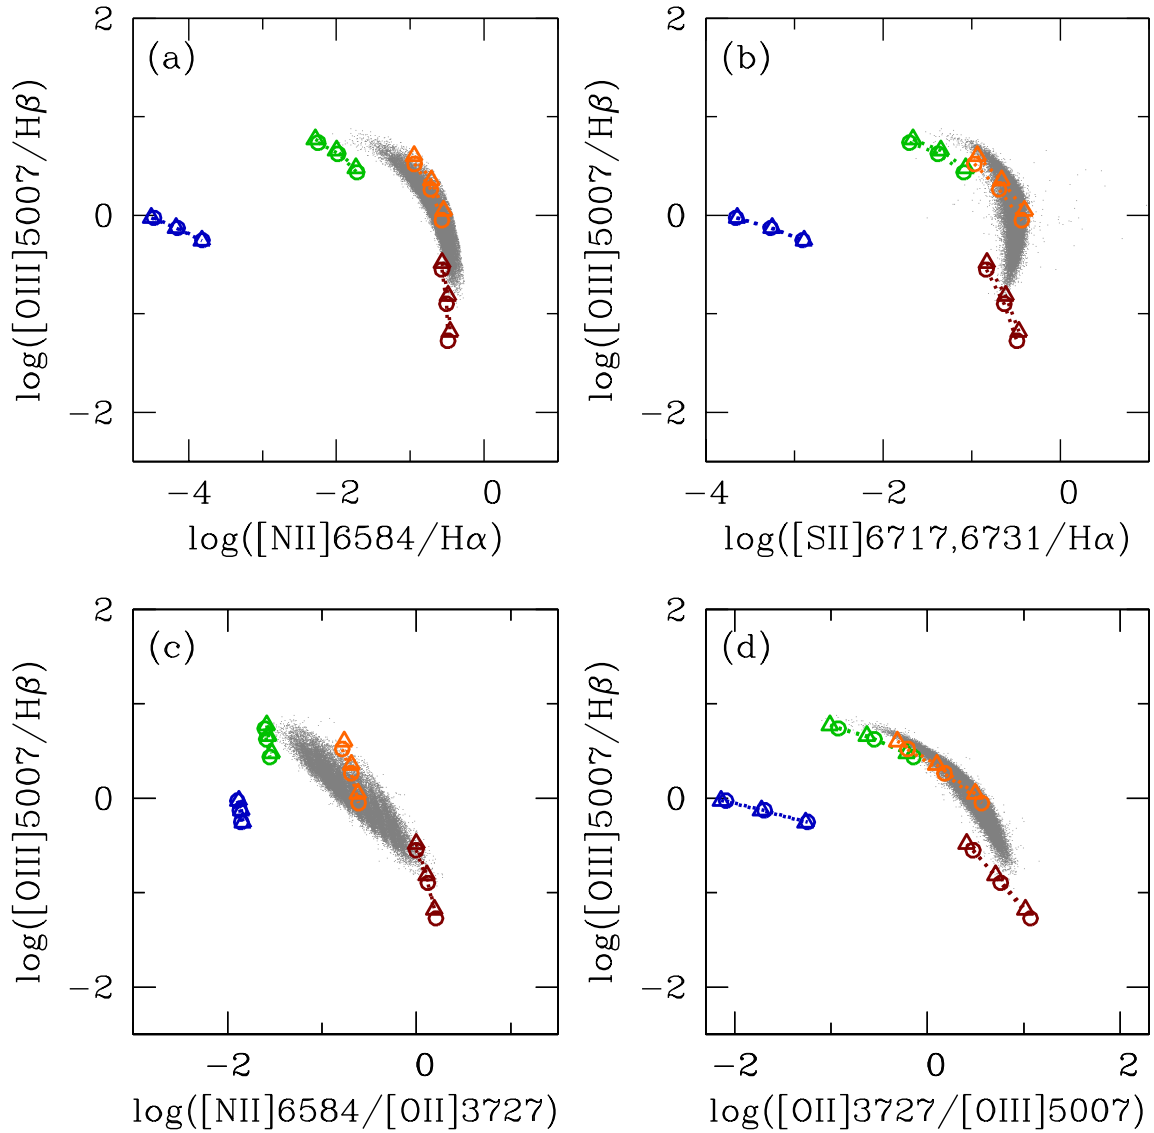 (a)
2
0
−2
log([OIII]5007/Hβ)
−4
−2
0
log([NII]6584/Hα)
(b)
2
0
−2
log([OIII]5007/Hβ)
−4
−2
0
log([SII]6717,6731/Hα)
(c)
2
0
−2
log([OIII]5007/Hβ)
−2
0
log([NII]6584/[OII]3727)
(d)
2
0
−2
log([OIII]5007/Hβ)
−2
0
2
log([OII]3727/[OIII]5007)